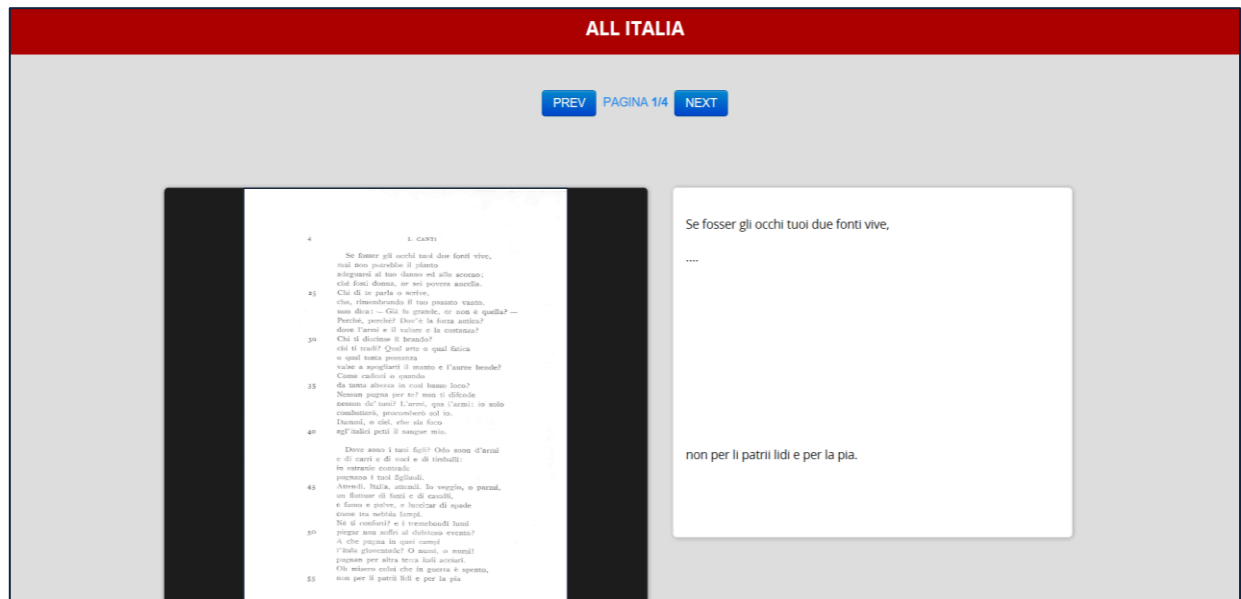 ALL ITALIA
PREV PAGINA 1/4 NEXT
4 I. CANTI
Se fosser gli occhi tuoi due fonti vive,
mai non potrebbe il pianto
adeguarsi al tuo danno ed allo scorno;
ché fosti donna, or sei povera ancella.
25 Chi di te parla o scrive,
che, rimembrando il tuo passato vanto,
non dica: — Già fu grande, or non è quella? —
Perché, perché? Dov'è la forza antica?
dove l'armi e il valore e la costanza?
30 Chi ti discinse il brando?
chi ti tradì? Qual arte o qual fatica
o qual tanta possanza
valse a spogliarti il manto e l'auree bende?
Come cadesti o quando
35 da tanta altezza in così basso loco?
Nessun pugna per te? non ti difende
nessun de' tuoi? L'armi, qua l'armi: io solo
combatterò, procomberò sol io.
Dammi, o ciel, che sia foco
40 agl'italici petti il sangue mio.
Dove sono i tuoi figli? Odo suon d'armi
e di carri e di voci e di timballi:
in estranie contrade
pugnano i tuoi figliuoli.
45 Attendi, Italia, attendi. Io veggio, o parmi,
un fluttuar di fanti e di cavalli,
e fumo e polve, e luccicar di spade
come tra nebbia lampi.
Né ti conforti? e i tremebondi lumi
50 piegar non soffri al dubitoso evento?
A che pugna in quei campi
l'itala gioventude? O numi, o numi!
pugnan per altra terra itali acciari.
Oh misero colui che in guerra è spento,
55 non per li patrii lidi e per la pia
Se fosser gli occhi tuoi due fonti vive,
....
non per li patrii lidi e per la pia.